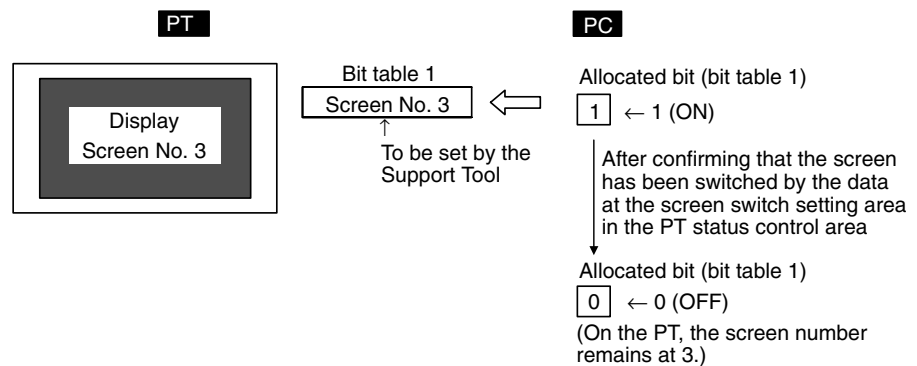 PT
PC
Bit table 1
Screen No. 3
↑
To be set by the
Support Tool
Display
Screen No. 3
Allocated bit (bit table 1)
1 ← 1 (ON)
After confirming that the screen
has been switched by the data
at the screen switch setting area
in the PT status control area
Allocated bit (bit table 1)
0 ← 0 (OFF)
(On the PT, the screen number
remains at 3.)